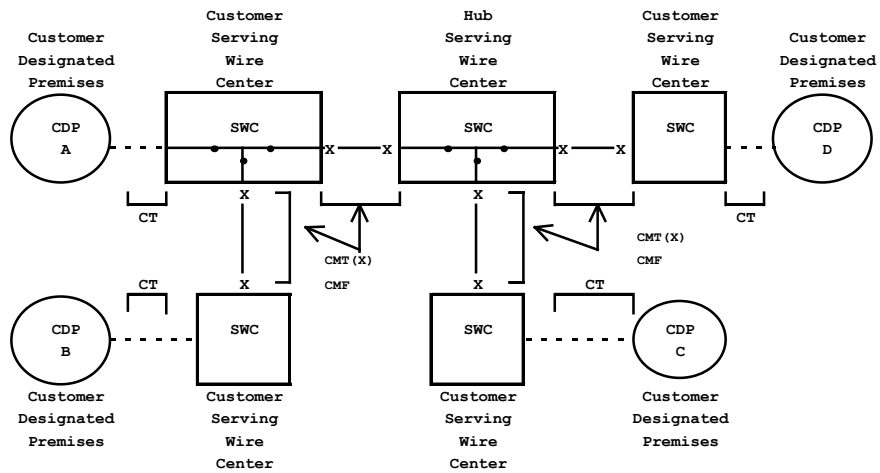 Customer
Designated
Premises
Customer
Serving
Wire
Center
Hub
Serving
Wire
Center
Customer
Serving
Wire
Center
Customer
Designated
Premises
CDP
A
SWC
X
X
SWC
X
X
SWC
CDP
D
CT
X
X
CT
CMT(X)
CMF
CMT(X)
CMF
CT
X
X
CT
CDP
B
SWC
SWC
CDP
C
Customer
Designated
Premises
Customer
Serving
Wire
Center
Customer
Serving
Wire
Center
Customer
Designated
Premises